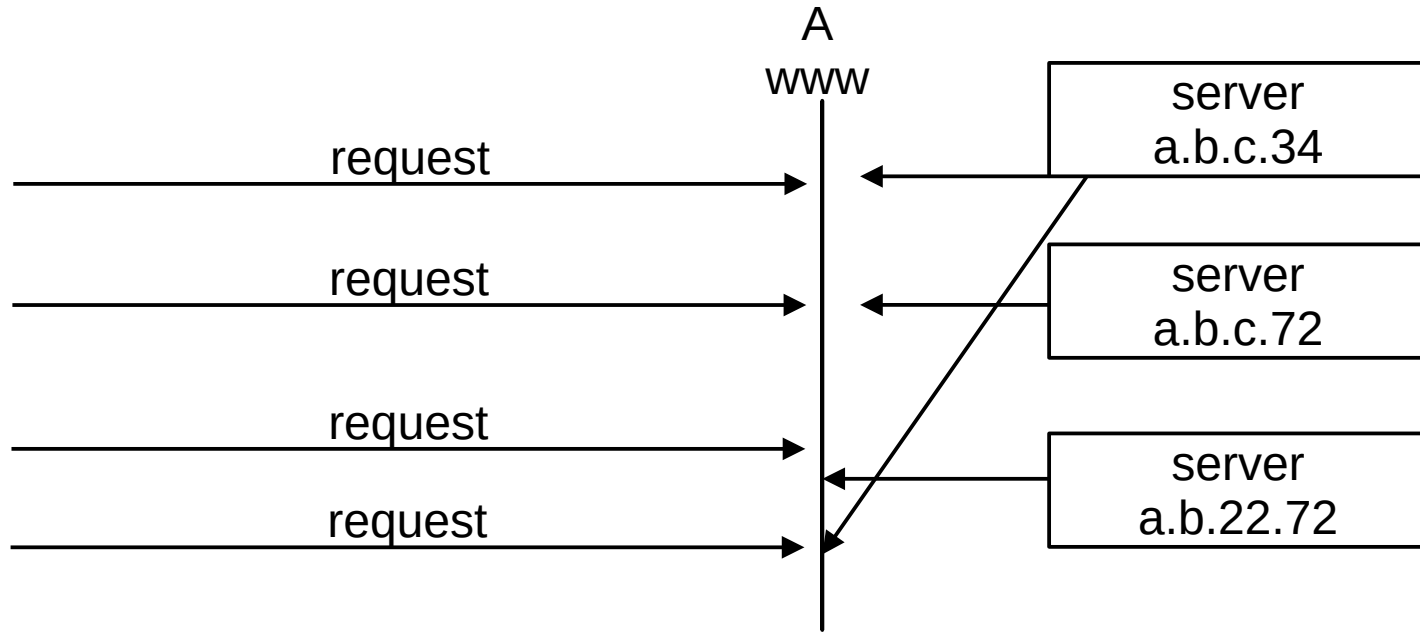 A
www
server
a.b.c.34
request
request
server
a.b.c.72
request
server
a.b.22.72
request